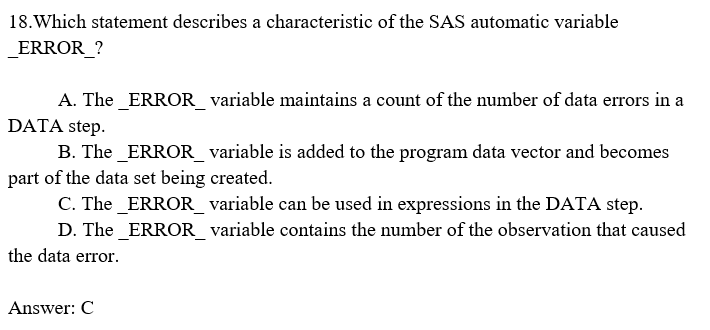 18.Which statement describes a characteristic of the SAS automatic variable
_ERROR_?
A. The _ERROR_ variable maintains a count of the number of data errors in a
DATA step.
B. The _ERROR_ variable is added to the program data vector and becomes
part of the data set being created.
C. The _ERROR_ variable can be used in expressions in the DATA step.
D. The _ERROR_ variable contains the number of the observation that caused
the data error.
Answer: C